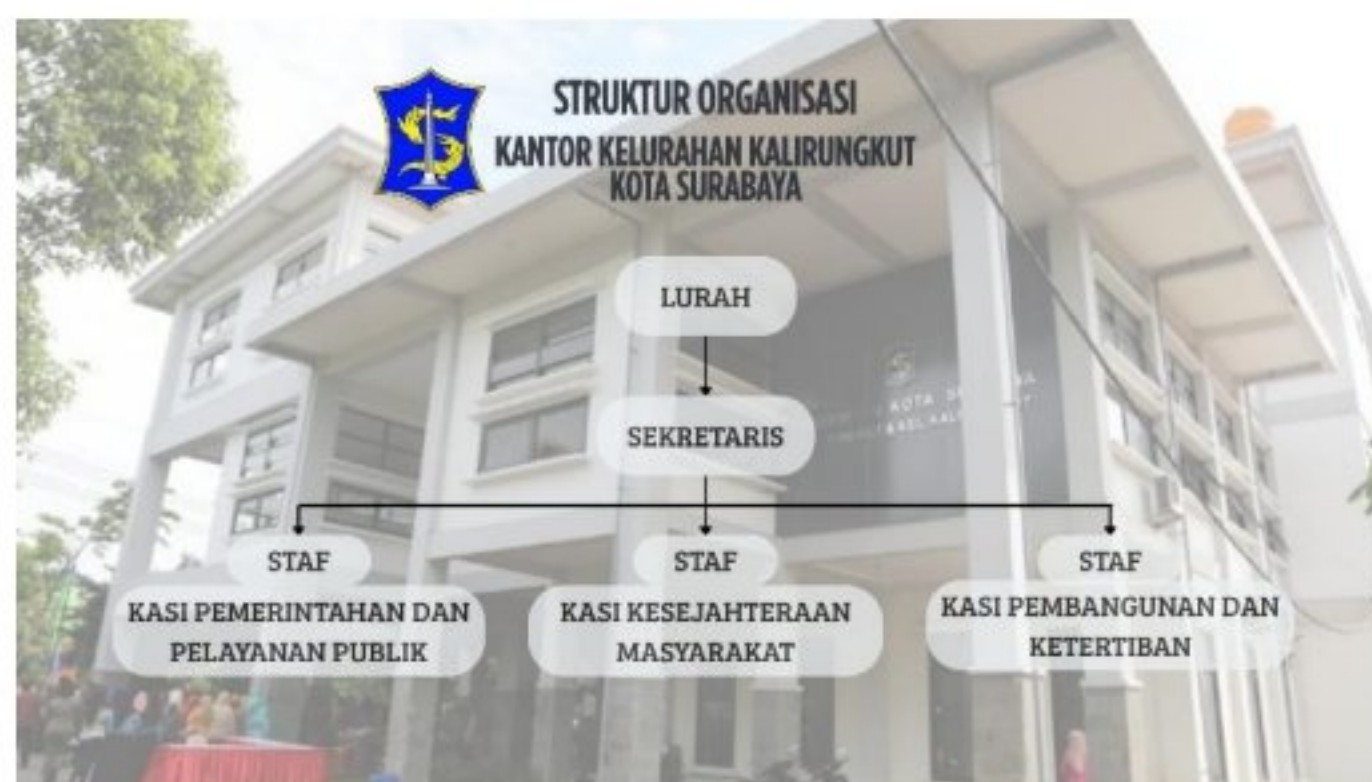 STRUKTUR ORGANISASI
KANTOR KELURAHAN KALIRUNGKUT
KOTA SURABAYA
LURAH
SEKRETARIS
STAF
KASI PEMERINTAHAN DAN
PELAYANAN PUBLIK
STAF
KASI KESEJAHTERAAN
MASYARAKAT
STAF
KASI PEMBANGUNAN DAN
KETERTIBAN
KOTA